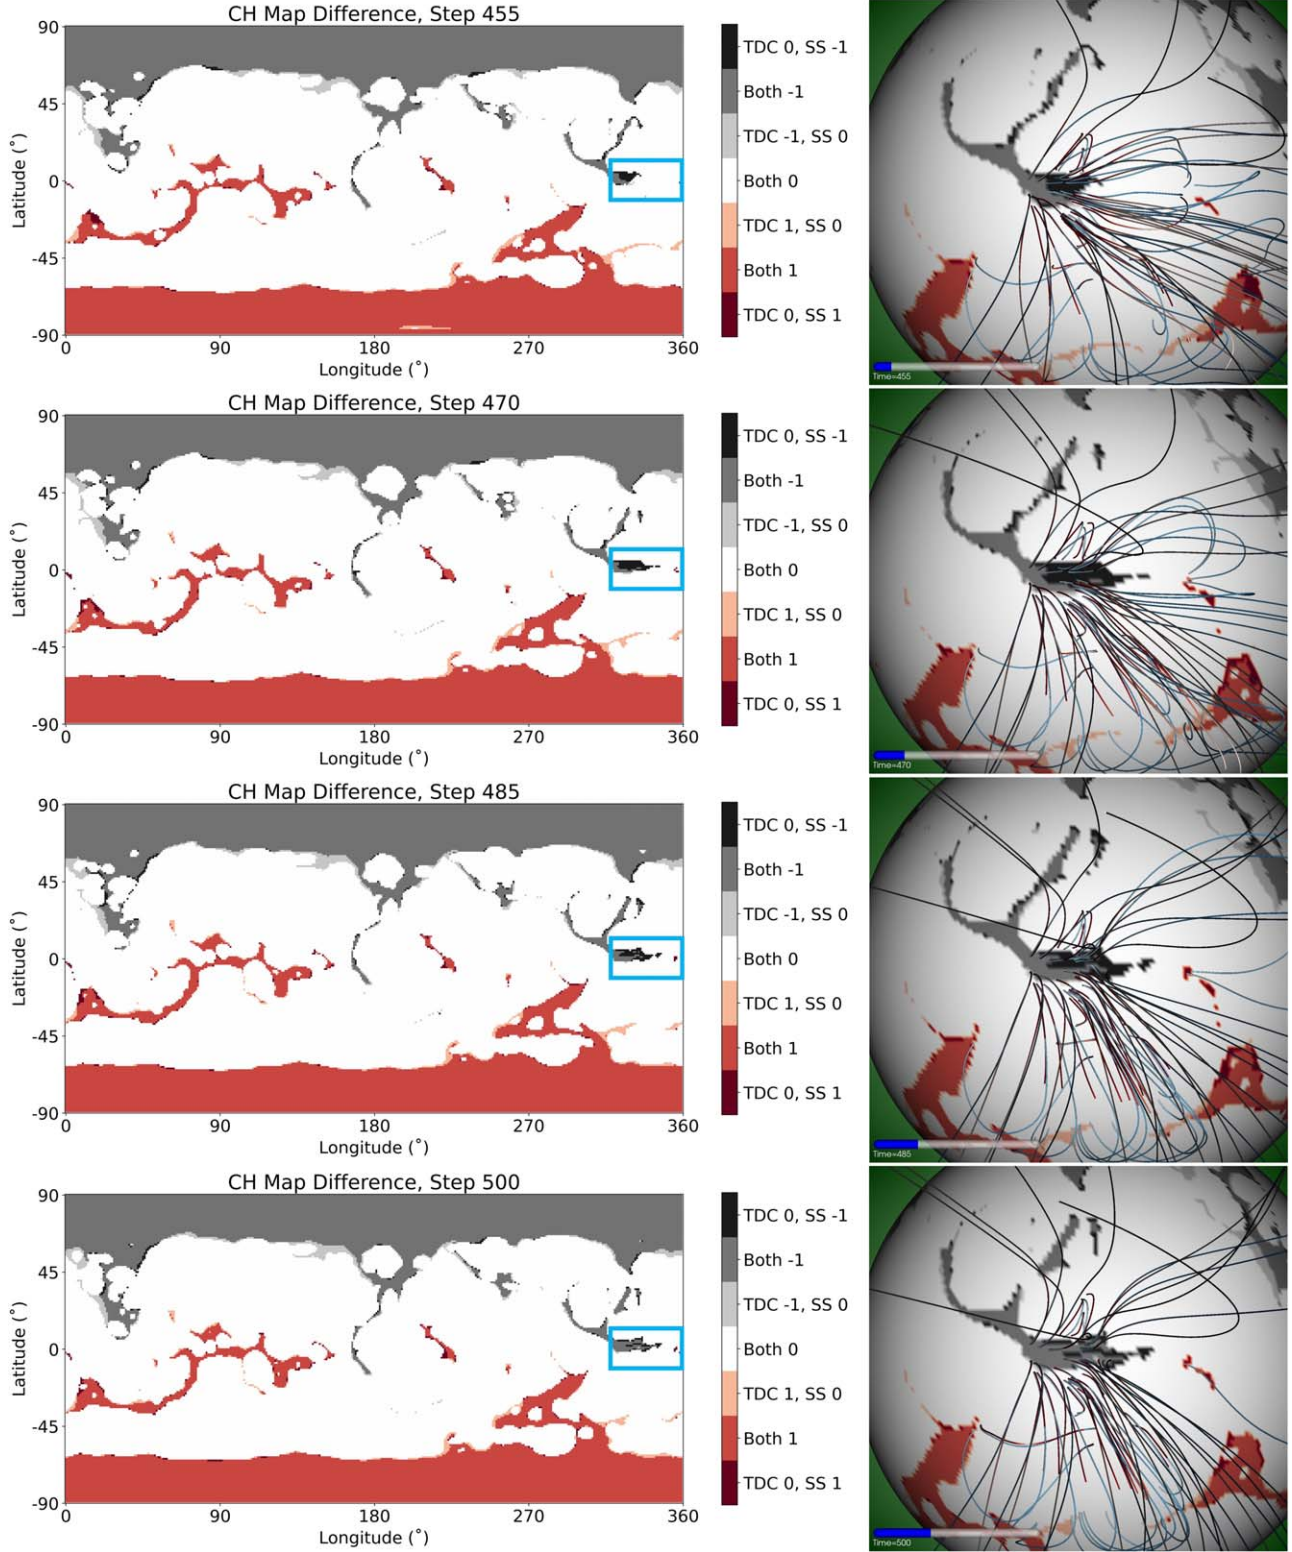 CH Map Difference, Step 455
90
45
0
-45
-90
Latitude (˚)
0 90 180 270 360
Longitude (˚)
TDC 0, SS -1
Both -1
TDC -1, SS 0
Both 0
TDC 1, SS 0
Both 1
TDC 0, SS 1
Time=455
CH Map Difference, Step 470
90
45
0
-45
-90
Latitude (˚)
0 90 180 270 360
Longitude (˚)
TDC 0, SS -1
Both -1
TDC -1, SS 0
Both 0
TDC 1, SS 0
Both 1
TDC 0, SS 1
Time=470
CH Map Difference, Step 485
90
45
0
-45
-90
Latitude (˚)
0 90 180 270 360
Longitude (˚)
TDC 0, SS -1
Both -1
TDC -1, SS 0
Both 0
TDC 1, SS 0
Both 1
TDC 0, SS 1
Time=485
CH Map Difference, Step 500
90
45
0
-45
-90
Latitude (˚)
0 90 180 270 360
Longitude (˚)
TDC 0, SS -1
Both -1
TDC -1, SS 0
Both 0
TDC 1, SS 0
Both 1
TDC 0, SS 1
Time=500